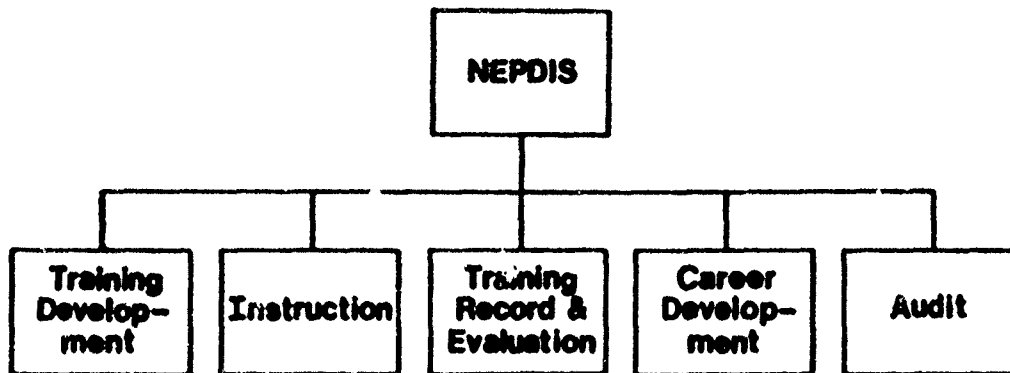 NEPDIS
Training
Develop-
ment
Instruction
Training
Record &
Evaluation
Career
Develop-
ment
Audit